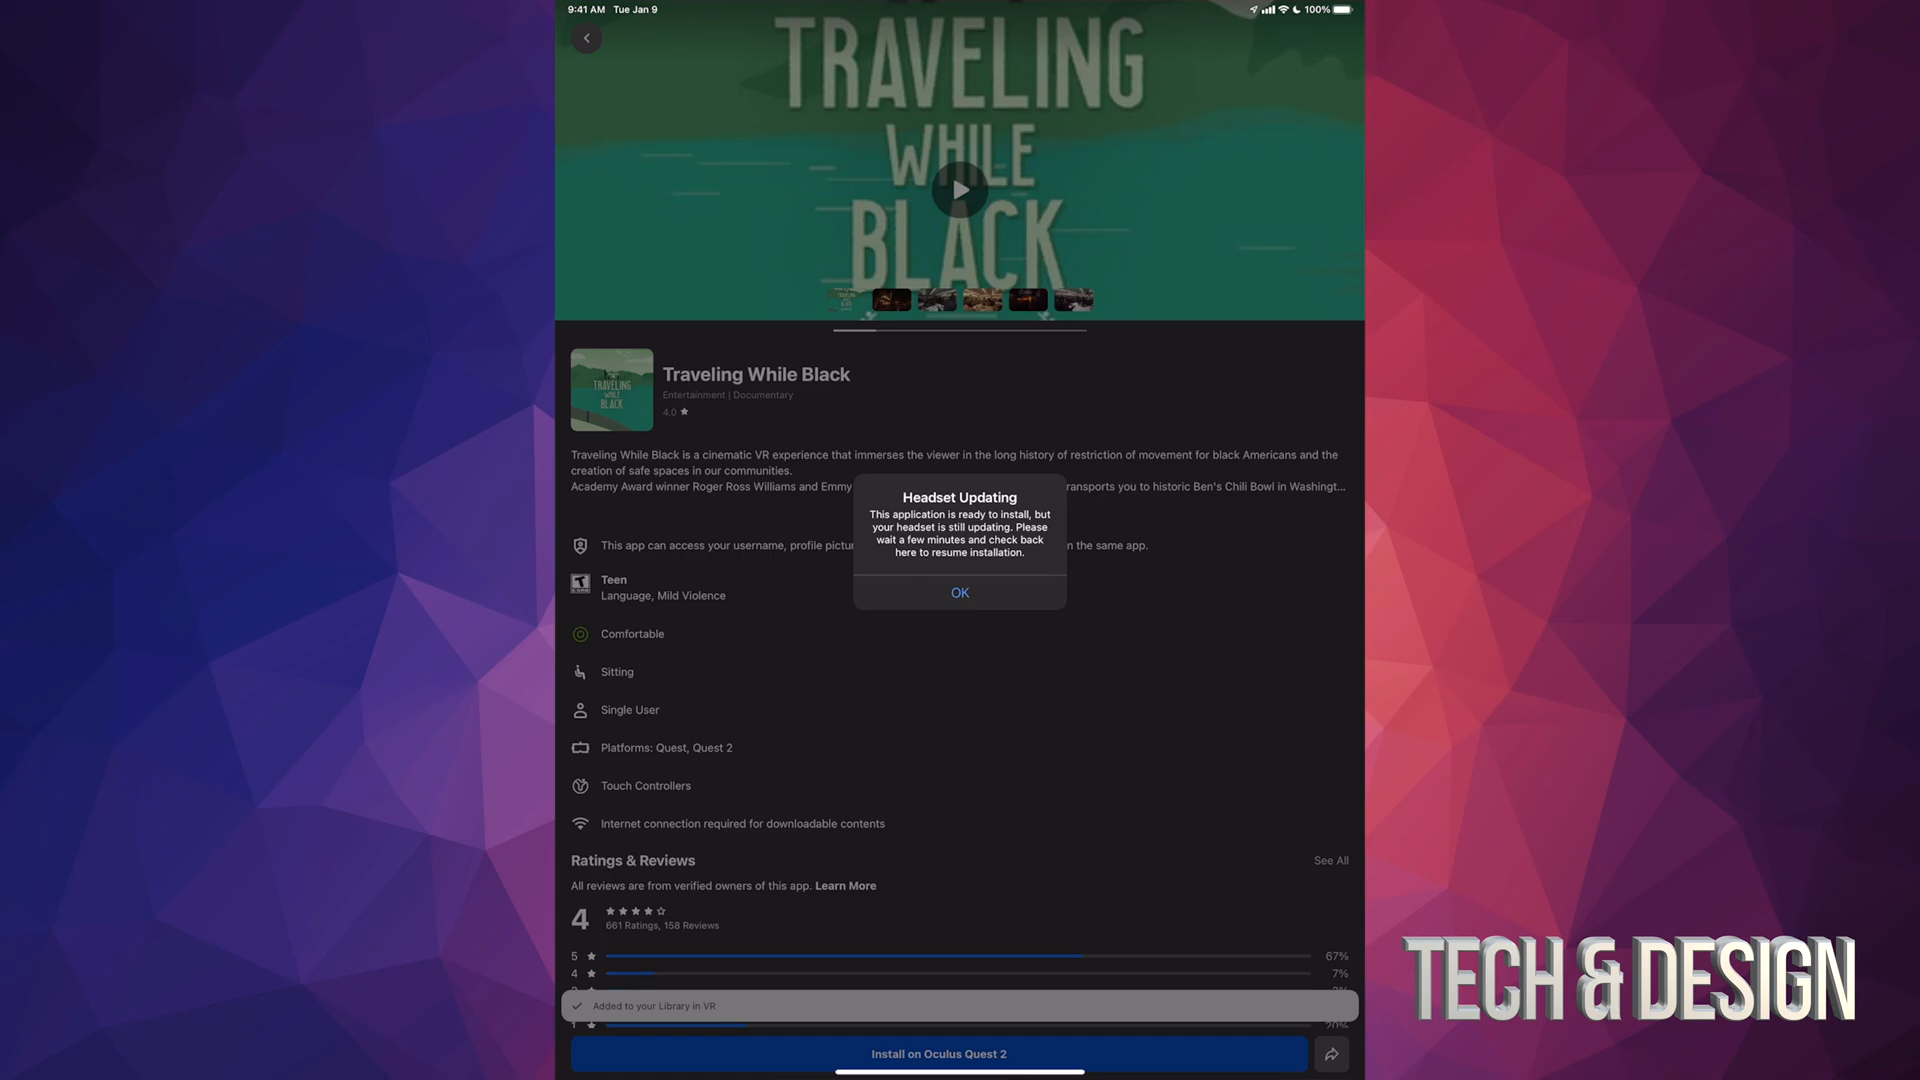 9:41 AM Tue Jan 9
100%
TRAVELING
WHILE
BLACK
TRAVELING
WHILE
BLACK
Traveling While Black
Entertainment | Documentary
4.0
Traveling While Black is a cinematic VR experience that immerses the viewer in the long history of restriction of movement for black Americans and the
creation of safe spaces in our communities.
Academy Award winner Roger Ross Williams and Emmy
ransports you to historic Ben's Chili Bowl in Washingt...
Headset Updating
This application is ready to install, but
your headset is still updating. Please
wait a few minutes and check back
here to resume installation.
OK
This app can access your username, profile pictur
n the same app.
T
Teen
Language, Mild Violence
Comfortable
Sitting
Single User
Platforms: Quest, Quest 2
Touch Controllers
Internet connection required for downloadable contents
Ratings & Reviews
See All
All reviews are from verified owners of this app. Learn More
4
661 Ratings, 158 Reviews
5 67%
4 7%
Added to your Library in VR
1 20%
Install on Oculus Quest 2
TECH & DESIGN